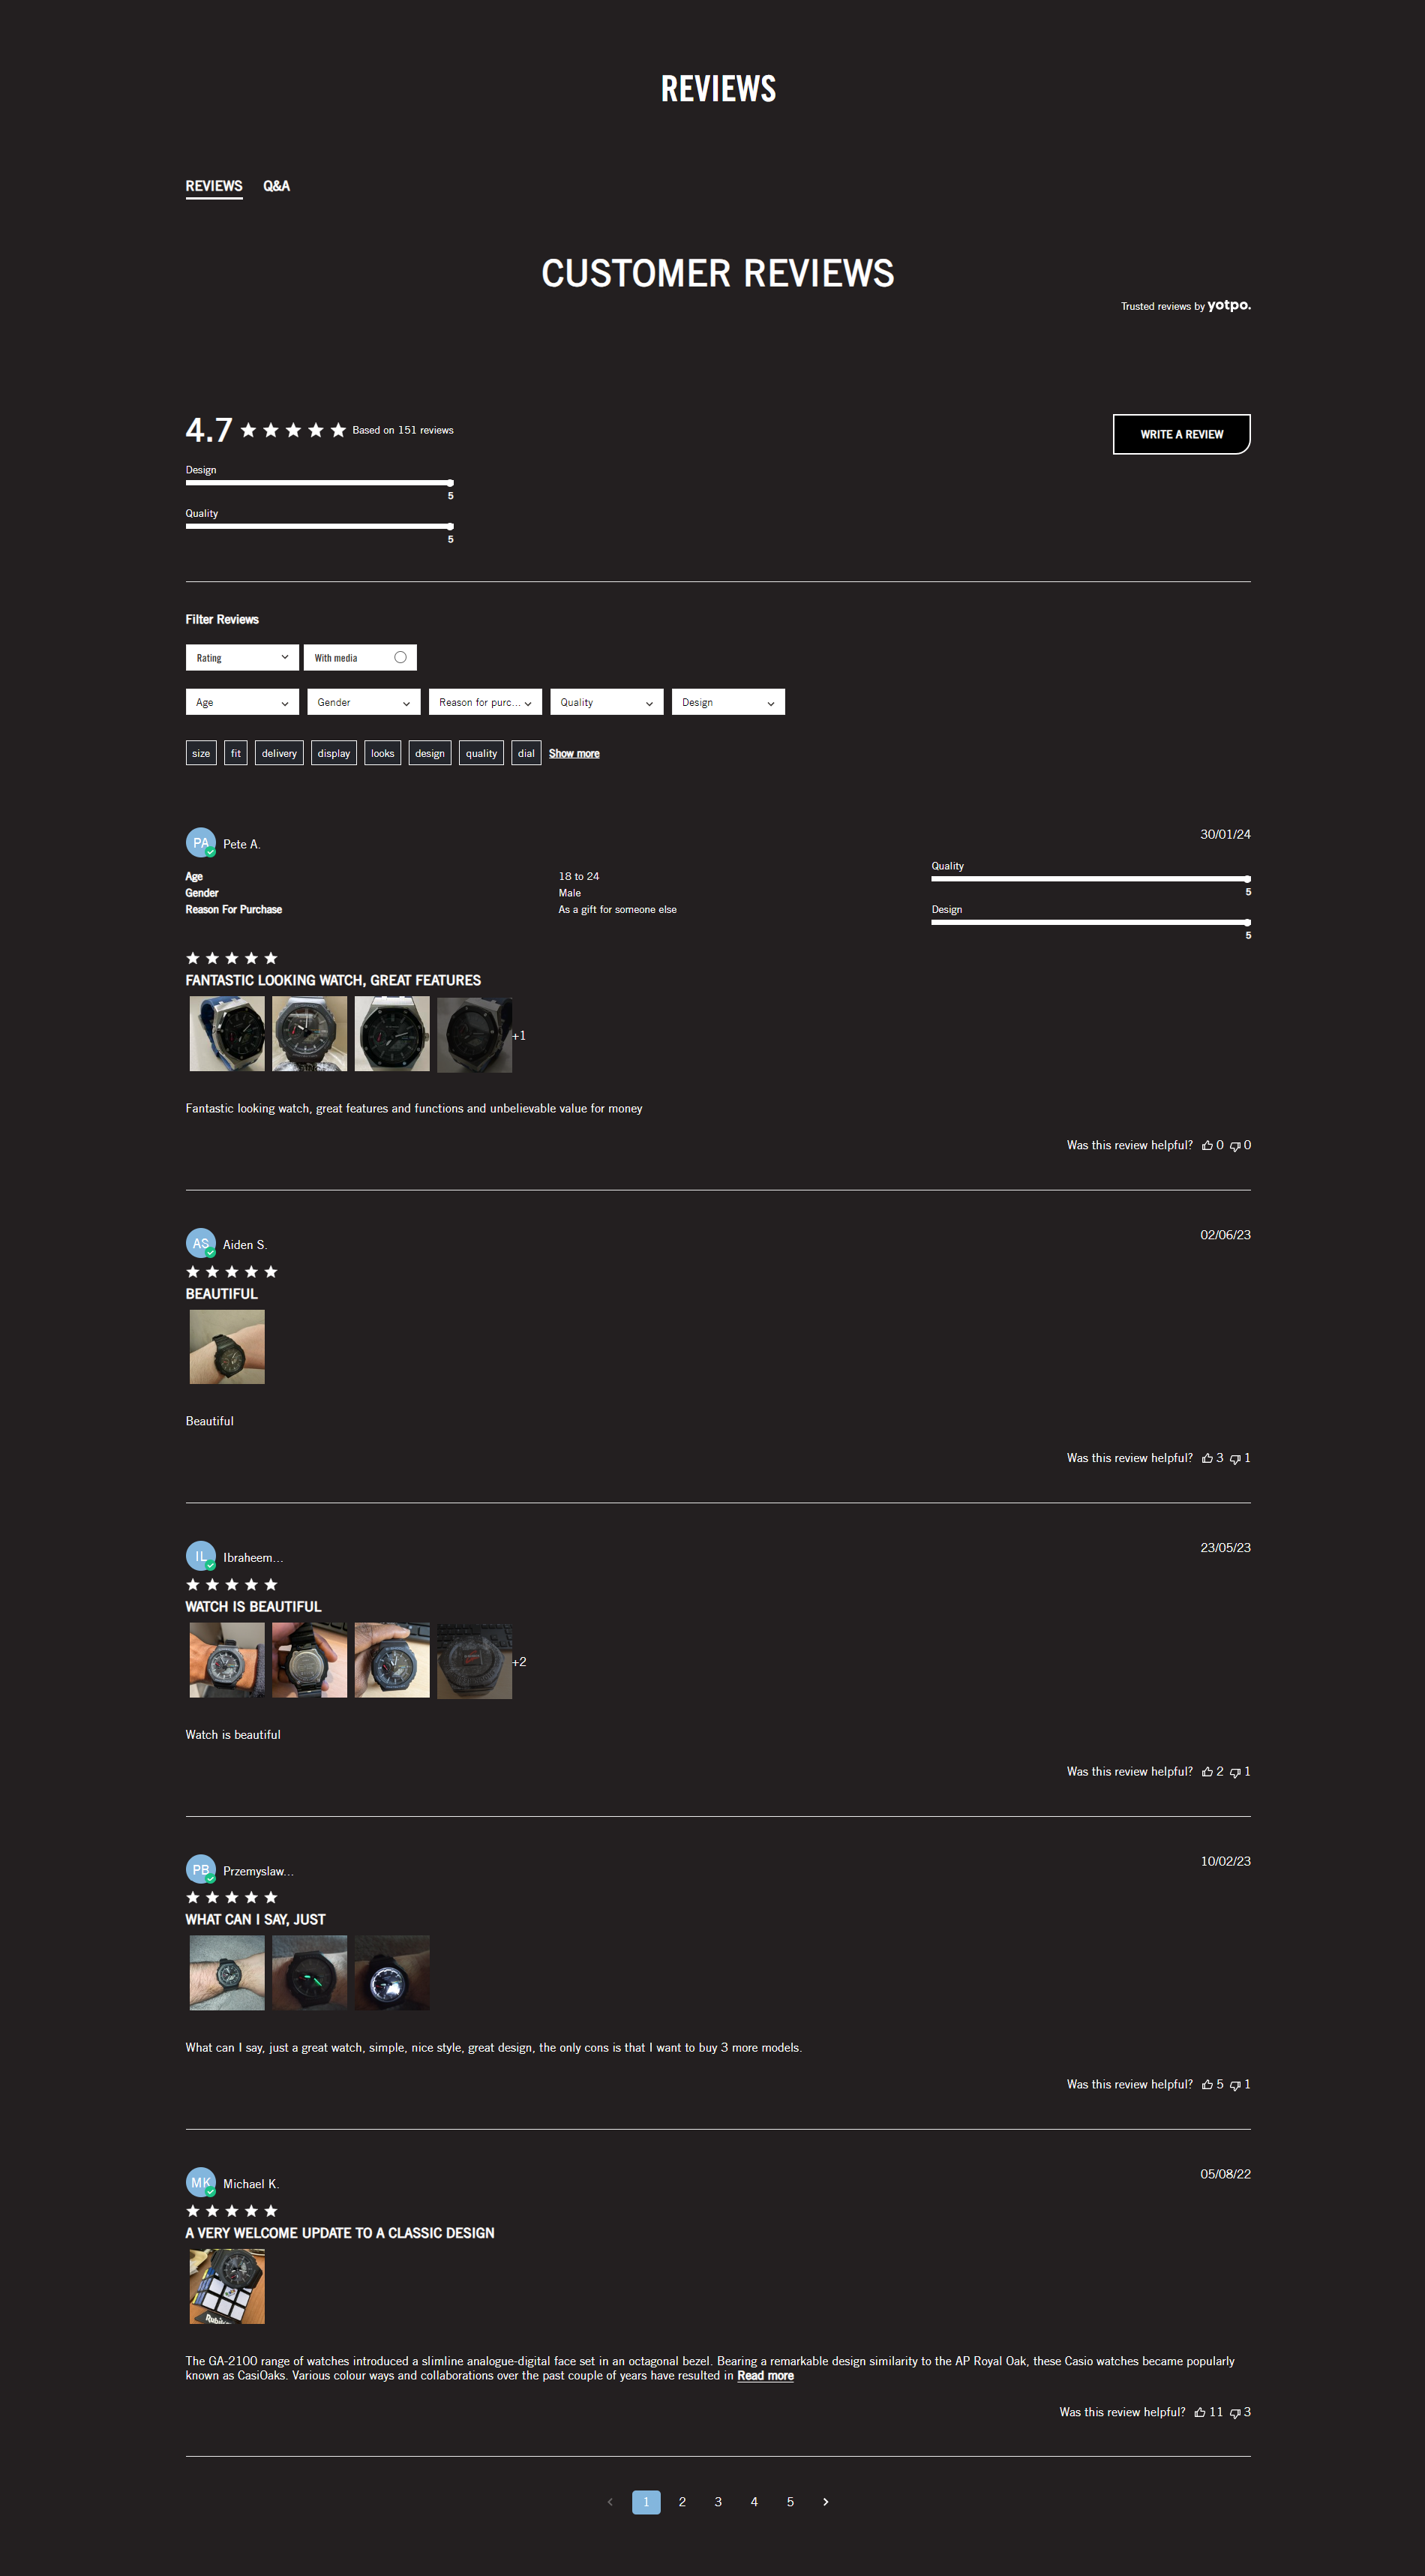 REVIEWS
REVIEWS Q&A
CUSTOMER REVIEWS
Trusted reviews by yotpo.
4.7 Based on 151 reviews
WRITE A REVIEW
Design
5
Quality
5
Filter Reviews
Rating With media
Age Gender Reason for purc... Quality Design
size fit delivery display looks design quality dial Show more
PA Pete A. 30/01/24
Age 18 to 24
Gender Male
Reason For Purchase As a gift for someone else
Quality
5
Design
5
FANTASTIC LOOKING WATCH, GREAT FEATURES
+1
Fantastic looking watch, great features and functions and unbelievable value for money
Was this review helpful? 0 0
AS Aiden S. 02/06/23
BEAUTIFUL
Beautiful
Was this review helpful? 3 1
IL Ibraheem... 23/05/23
WATCH IS BEAUTIFUL
+2
Watch is beautiful
Was this review helpful? 2 1
PB Przemyslaw... 10/02/23
WHAT CAN I SAY, JUST
What can I say, just a great watch, simple, nice style, great design, the only cons is that I want to buy 3 more models.
Was this review helpful? 5 1
MK Michael K. 05/08/22
A VERY WELCOME UPDATE TO A CLASSIC DESIGN
The GA-2100 range of watches introduced a slimline analogue-digital face set in an octagonal bezel. Bearing a remarkable design similarity to the AP Royal Oak, these Casio watches became popularly
known as CasiOaks. Various colour ways and collaborations over the past couple of years have resulted in Read more
Was this review helpful? 11 3
1 2 3 4 5